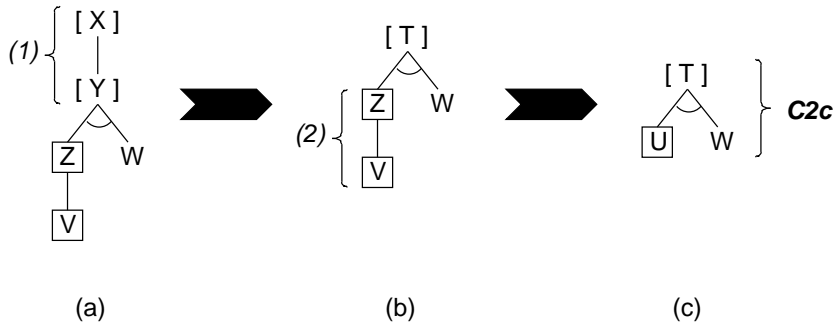 (1)
[ X ]
[ Y ]
Z W
V
[ T ]
(2)
Z W
V
[ T ]
U W
C2c
(a) (b) (c)